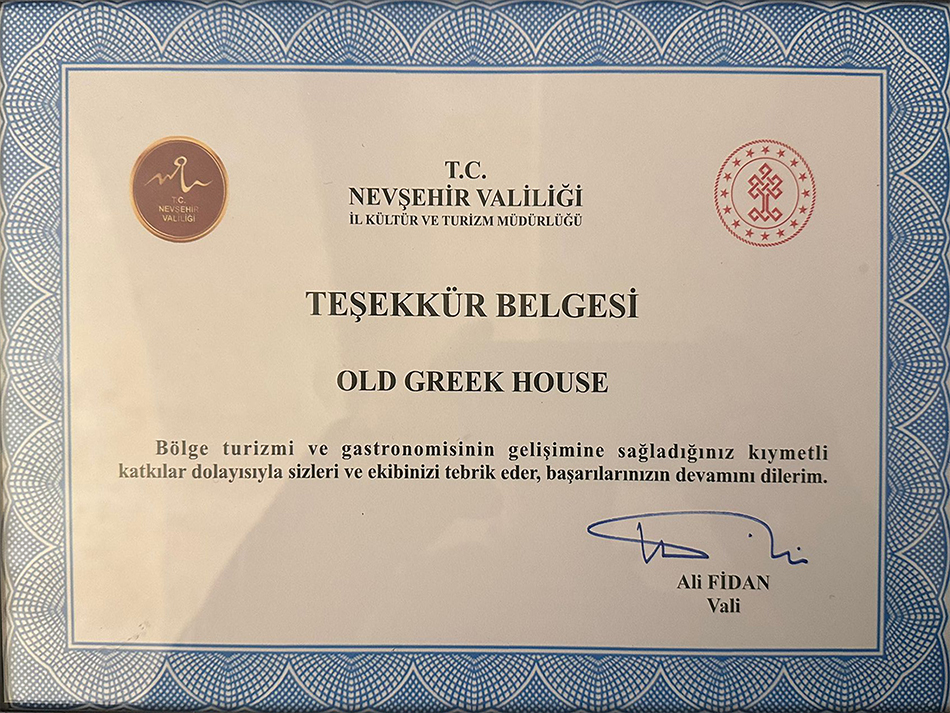 T.C.
NEVŞEHİR
VALİLİĞİ
T.C.
NEVŞEHİR VALİLİĞİ
İL KÜLTÜR VE TURİZM MÜDÜRLÜĞÜ
TEŞEKKÜR BELGESİ
OLD GREEK HOUSE
Bölge turizmi ve gastronomisinin gelişimine sağladığınız kıymetli
katkılar dolayısıyla sizleri ve ekibinizi tebrik eder, başarılarınızın devamını dilerim.
Ali FİDAN
Vali